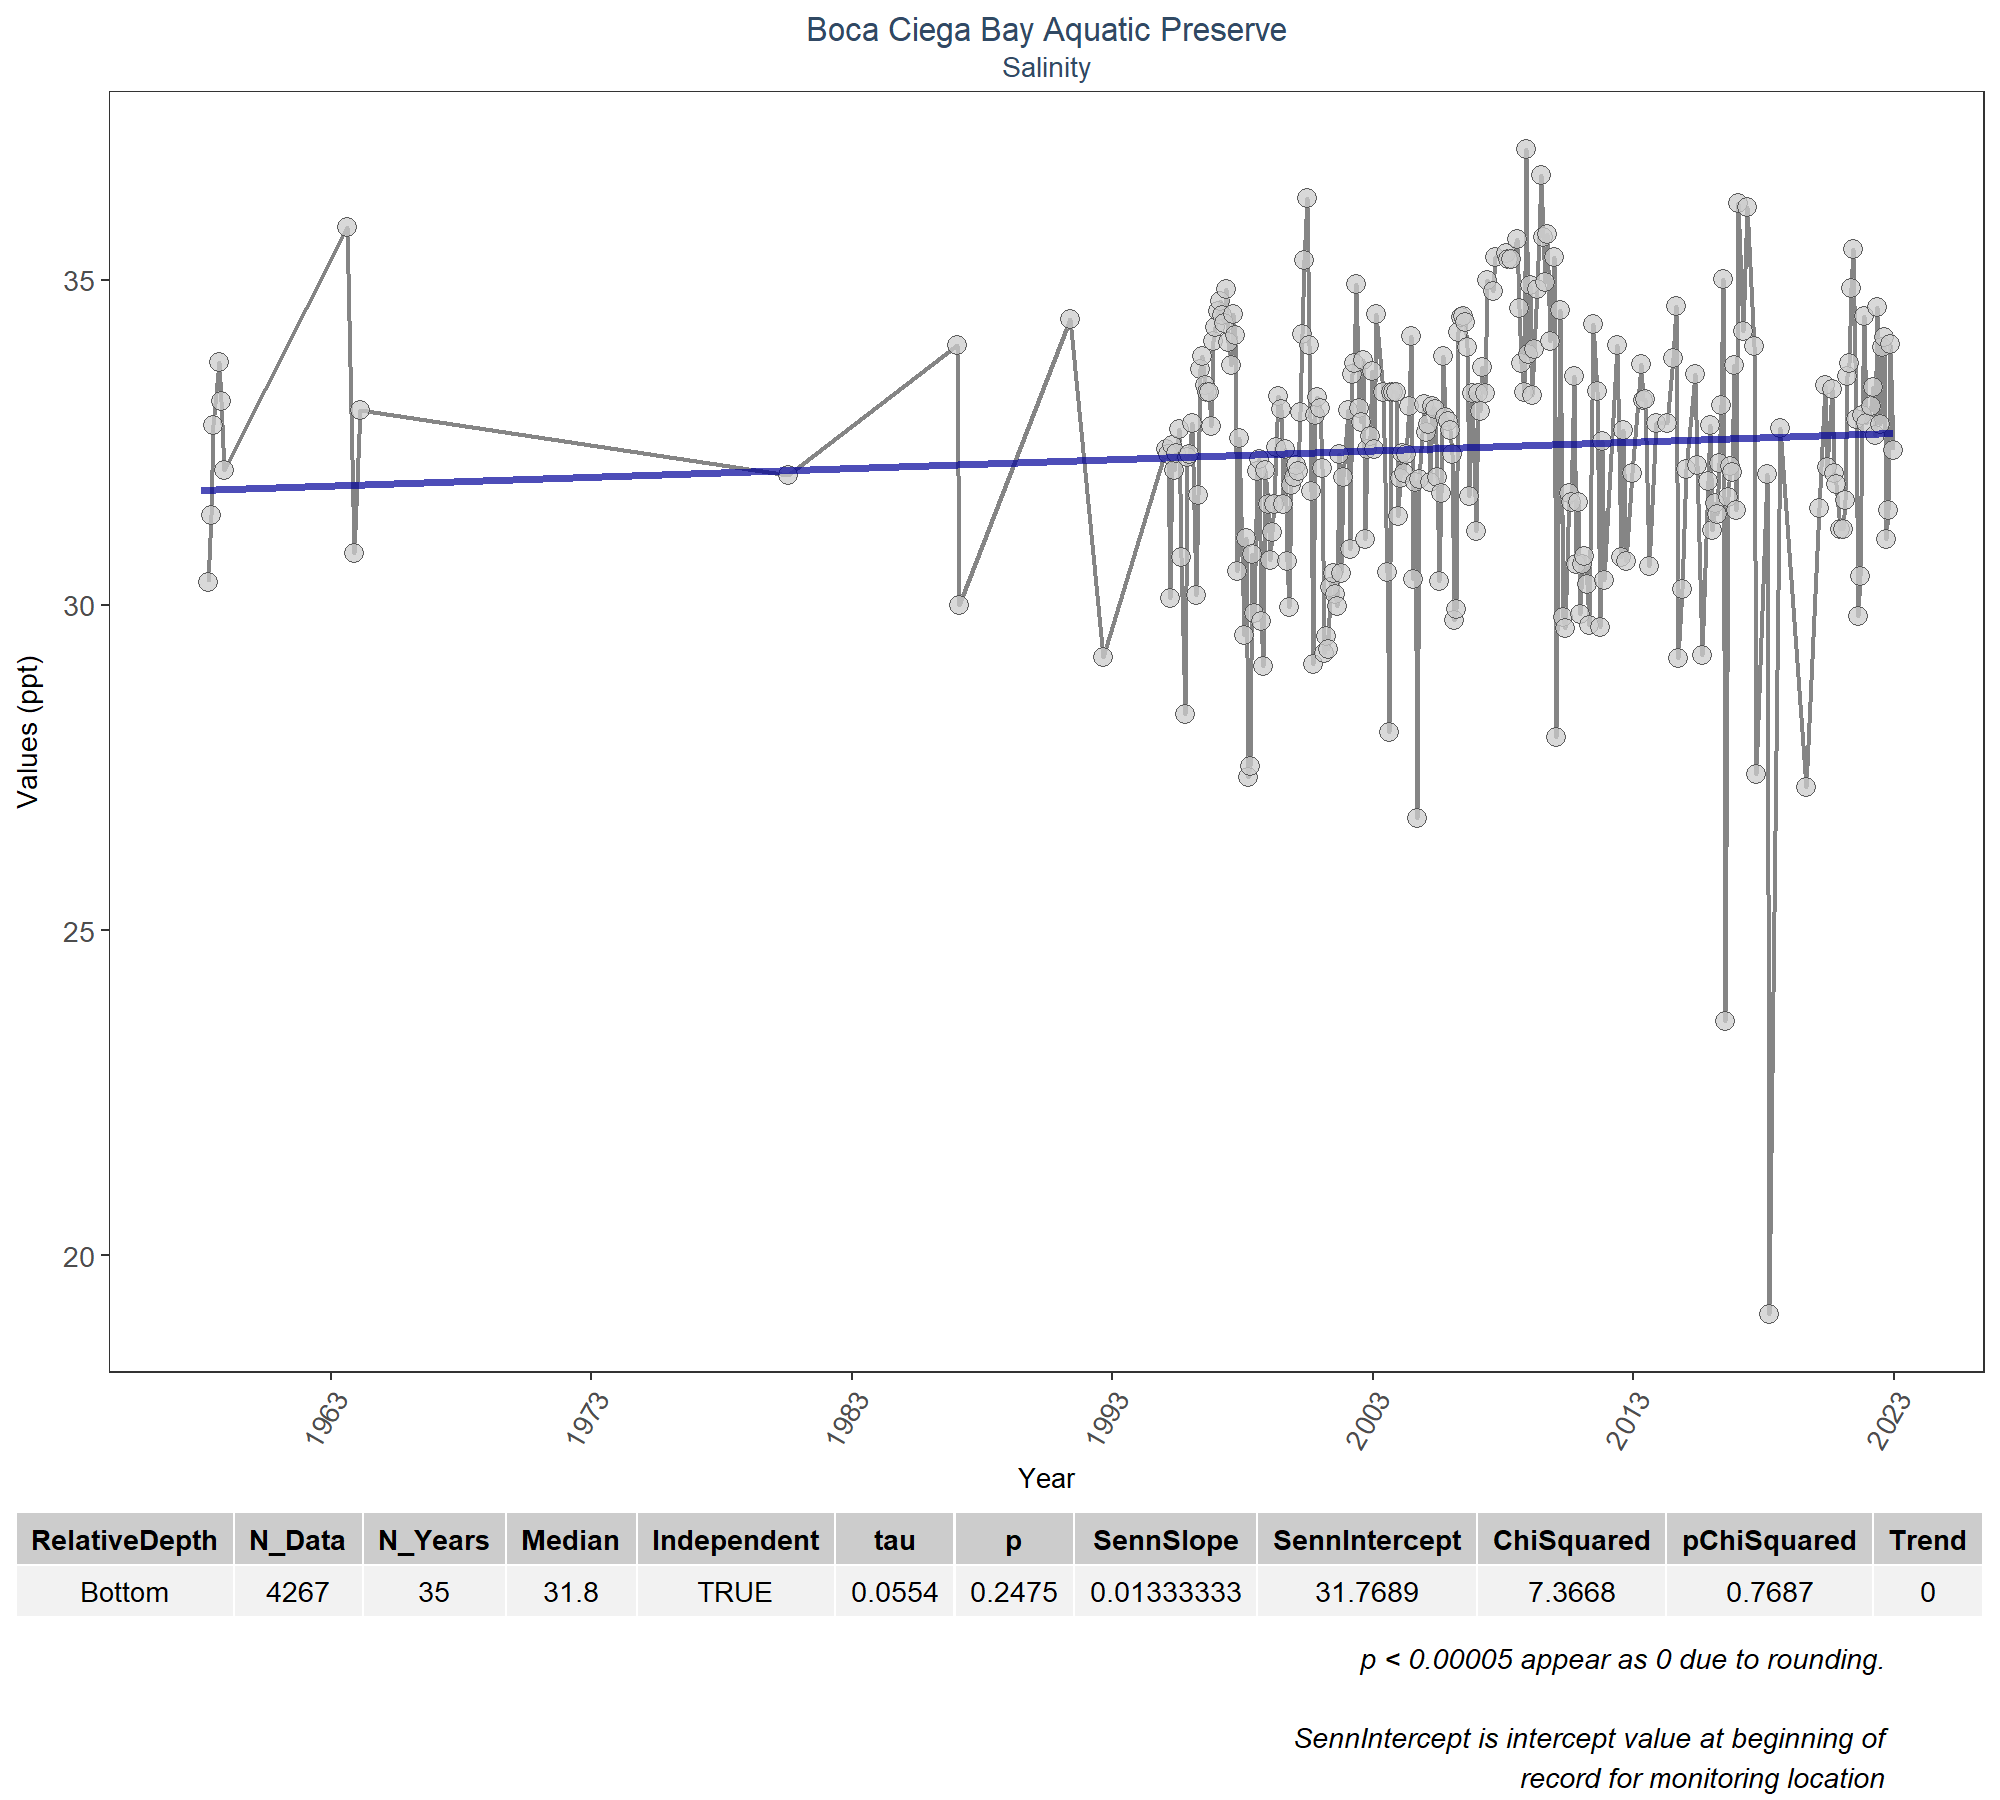 Boca Ciega Bay Aquatic Preserve
Salinity
35
30
25
20
Values (ppt)
1963
1973
1983
1993
2003
2013
2023
Year
RelativeDepth N_Data N_Years Median Independent tau p SennSlope SennIntercept ChiSquared pChiSquared Trend
Bottom 4267 35 31.8 TRUE 0.0554 0.2475 0.01333333 31.7689 7.3668 0.7687 0
p < 0.00005 appear as 0 due to rounding.
SennIntercept is intercept value at beginning of
record for monitoring location